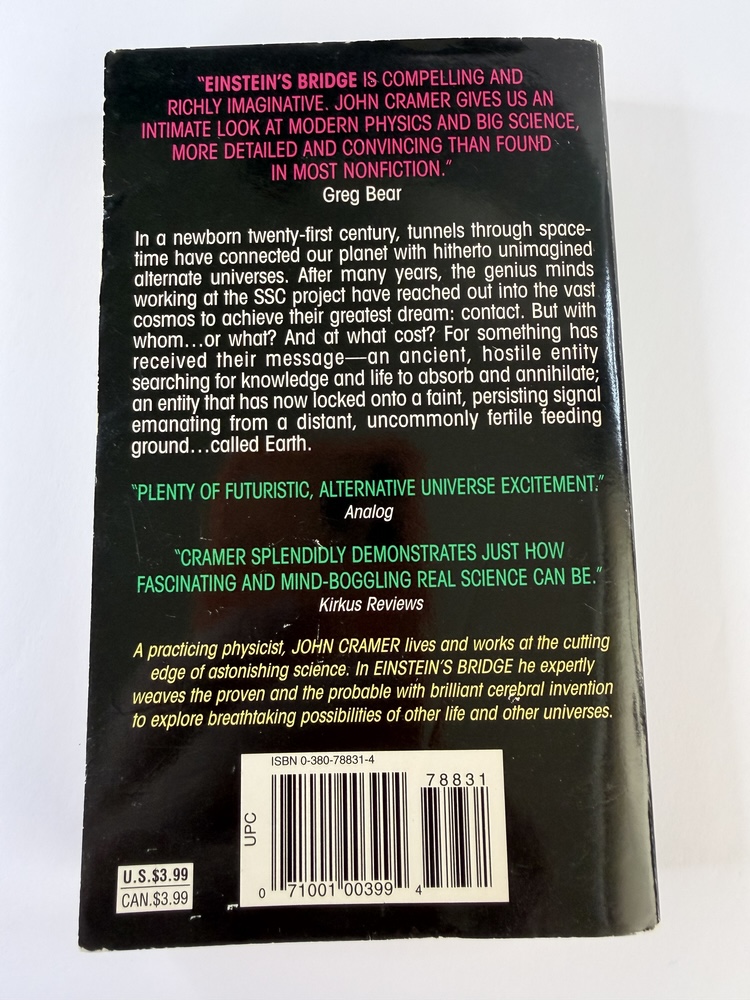 "EINSTEIN'S BRIDGE IS COMPELLING AND
RICHLY IMAGINATIVE. JOHN CRAMER GIVES US AN
INTIMATE LOOK AT MODERN PHYSICS AND BIG SCIENCE,
MORE DETAILED AND CONVINCING THAN FOUND
IN MOST NONFICTION."
Greg Bear
In a newborn twenty-first century, tunnels through space-
time have connected our planet with hitherto unimagined
alternate universes. After many years, the genius minds
working at the SSC project have reached out into the vast
cosmos to achieve their greatest dream: contact. But with
whom...or what? And at what cost? For something has
received their message—an ancient, hostile entity
searching for knowledge and life to absorb and annihilate;
an entity that has now locked onto a faint, persisting signal
emanating from a distant, uncommonly fertile feeding
ground...called Earth.
"PLENTY OF FUTURISTIC, ALTERNATIVE UNIVERSE EXCITEMENT."
Analog
"CRAMER SPLENDIDLY DEMONSTRATES JUST HOW
FASCINATING AND MIND-BOGGLING REAL SCIENCE CAN BE."
Kirkus Reviews
A practicing physicist, JOHN CRAMER lives and works at the cutting
edge of astonishing science. In EINSTEIN'S BRIDGE he expertly
weaves the proven and the probable with brilliant cerebral invention
to explore breathtaking possibilities of other life and other universes.
ISBN 0-380-78831-4
78831
UPC
0 71001 00399 4
U.S.$3.99
CAN.$3.99